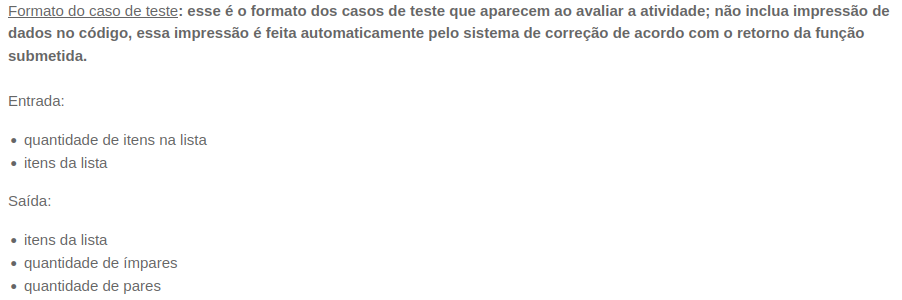 Formato do caso de teste: esse é o formato dos casos de teste que aparecem ao avaliar a atividade; não inclua impressão de
dados no código, essa impressão é feita automaticamente pelo sistema de correção de acordo com o retorno da função
submetida.
Entrada:
• quantidade de itens na lista
• itens da lista
Saída:
• itens da lista
• quantidade de ímpares
• quantidade de pares